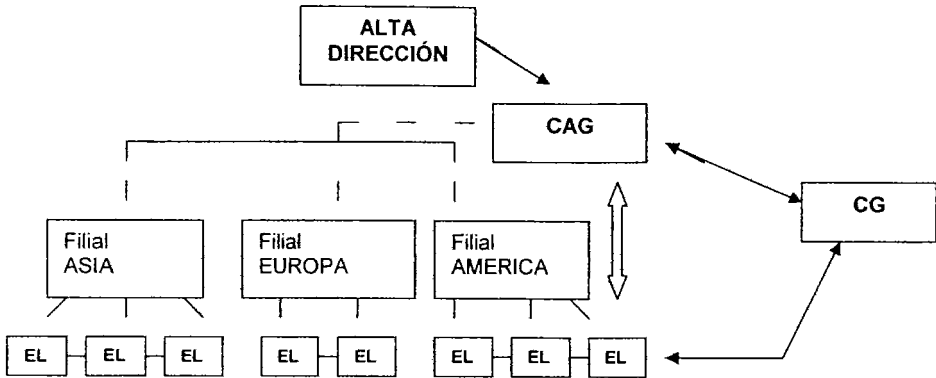 ALTA
DIRECCIÓN
CAG
CG
Filial
ASIA
Filial
EUROPA
Filial
AMERICA
EL
EL
EL
EL
EL
EL
EL
EL